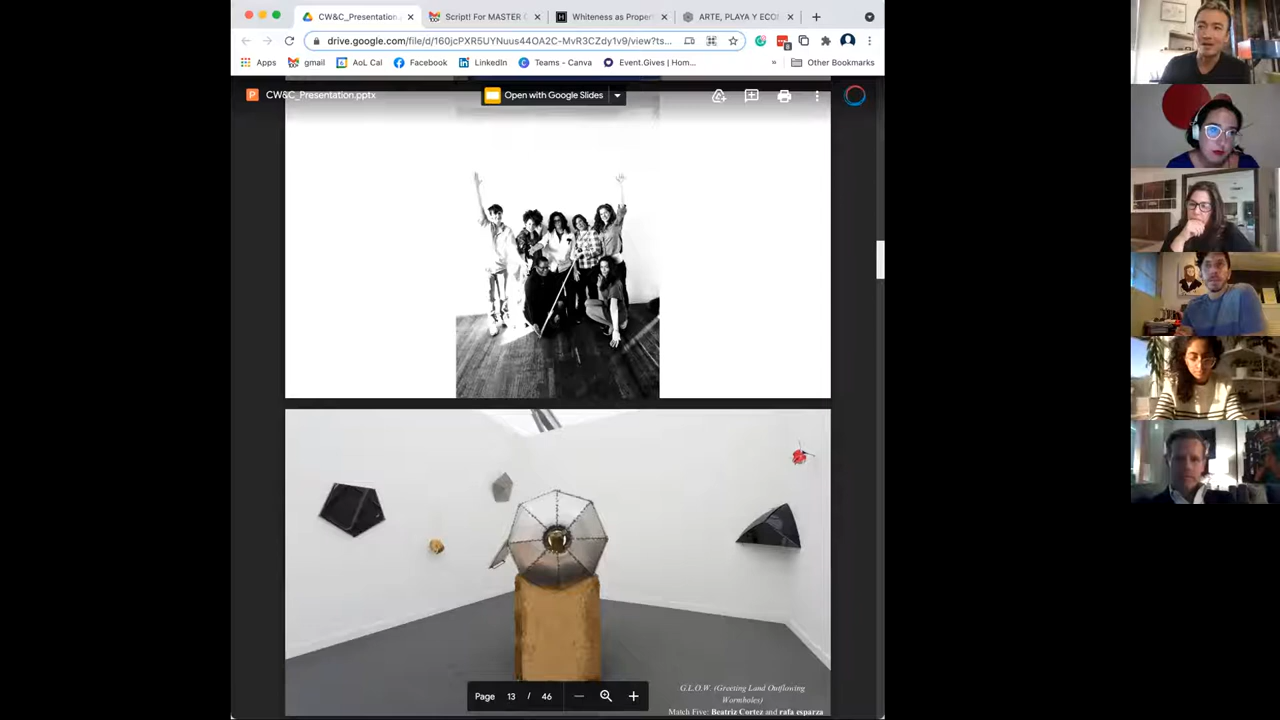 CW&C_Presentation.ppt
Script! For MASTER C
Whiteness as Propert
ARTE, PLAYA Y ECO
drive.google.com/file/d/160jcPXR5UYNuus44OA2C-MvR3CZdy1v9/view?ts...
Apps
gmail
AoL Cal
Facebook
LinkedIn
Teams - Canva
Event.Gives | Hom...
»
Other Bookmarks
CW&C_Presentation.pptx
Open with Google Slides
G.L.O.W. (Greeting Land Outflowing
Wormholes)
Match Five: Beatriz Cortez and rafa esparza
Page 13 / 46